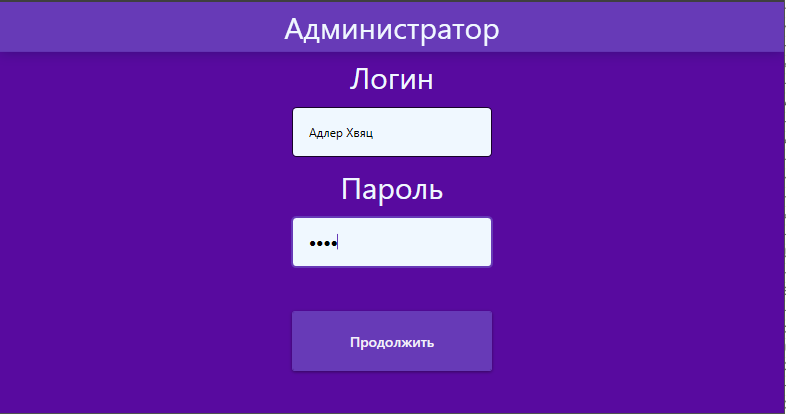 Администратор
Логин
Адлер Хвяц
Пароль
••••
Продолжить